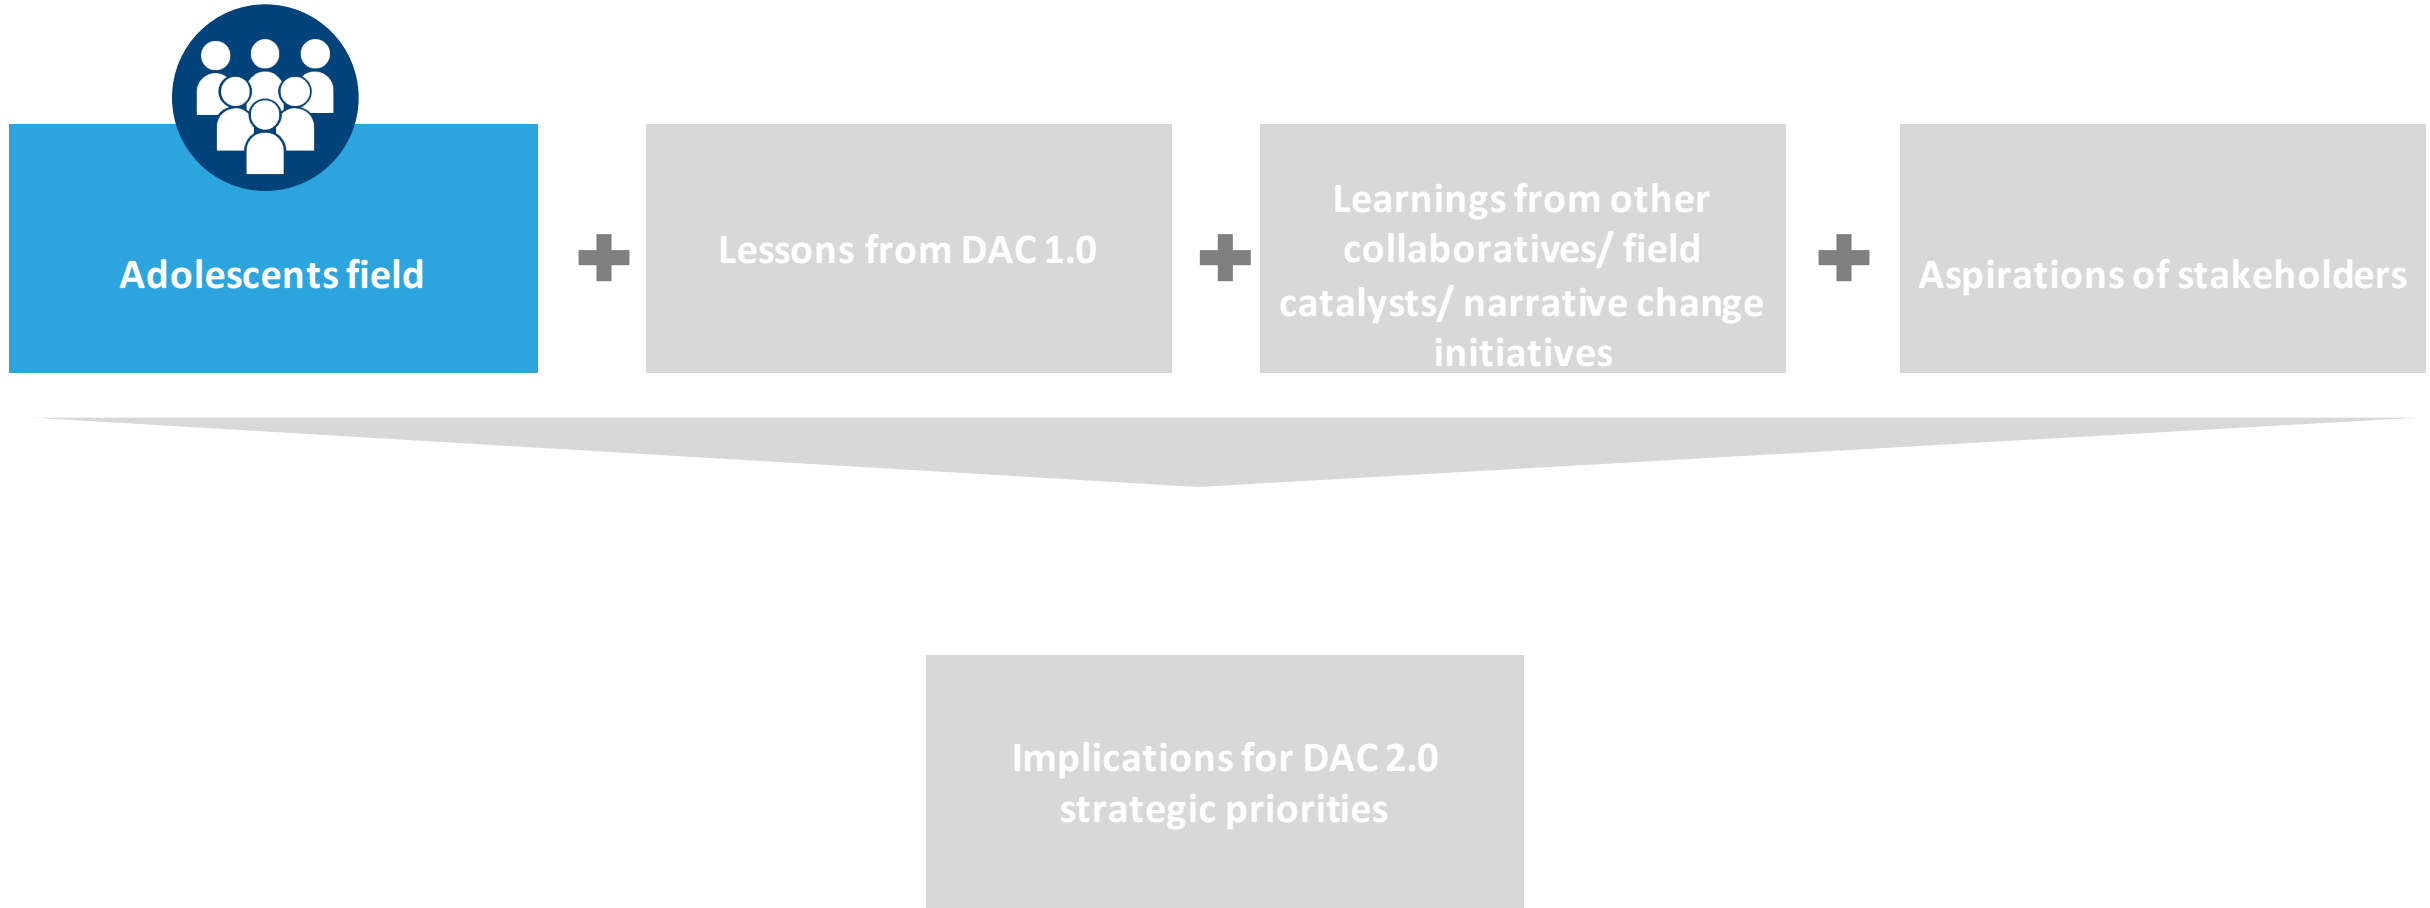 Adolescents field
Lessons from DAC 1.0
Learnings from other
collaboratives/ field
catalysts/ narrative change
initiatives
Aspirations of stakeholders
Implications for DAC 2.0
strategic priorities